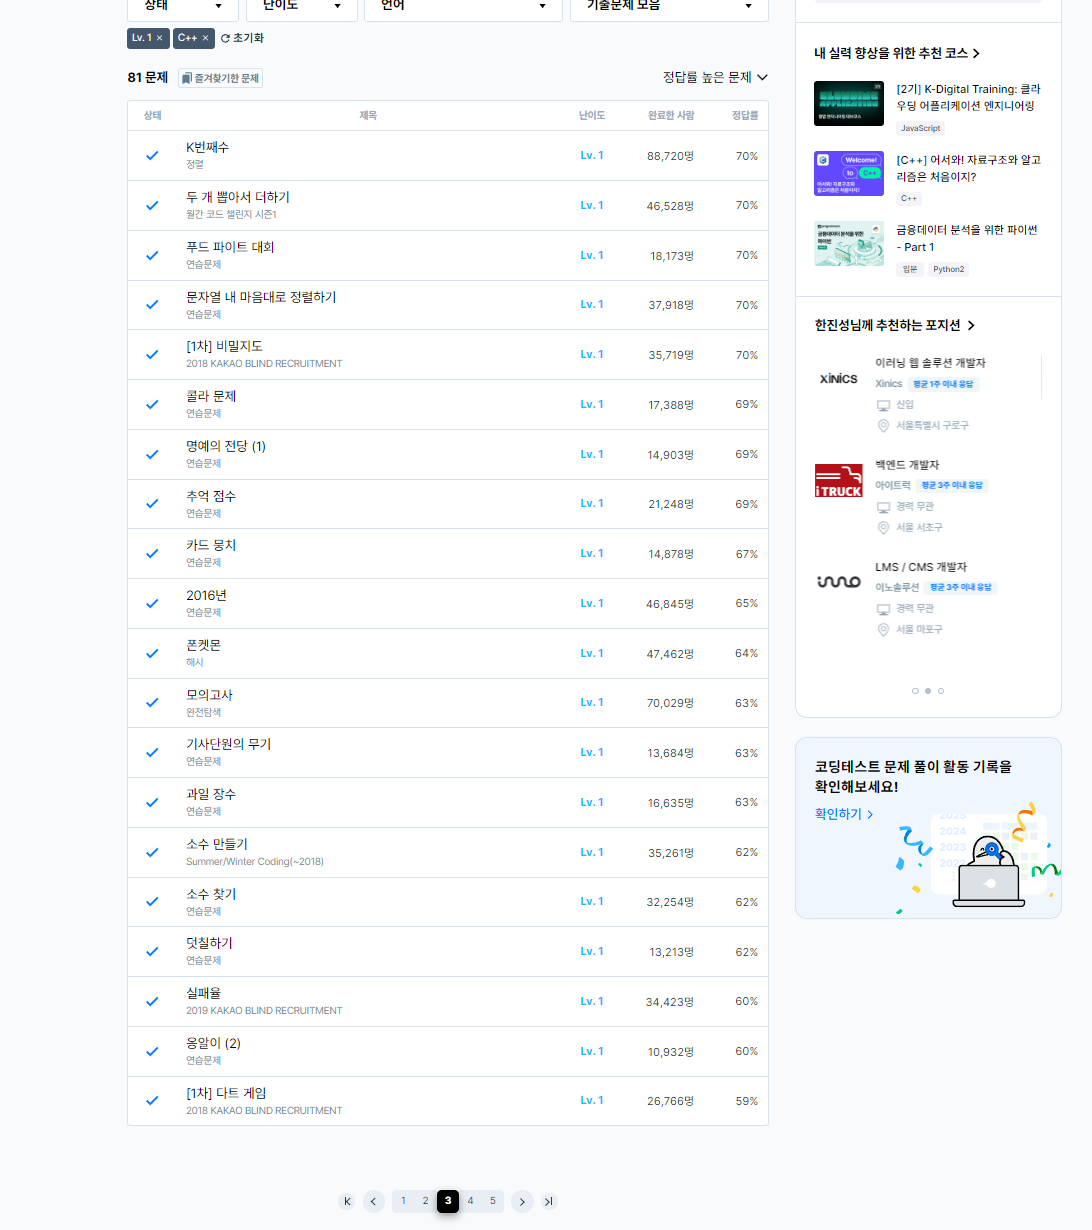 상태
난이도
언어
기출문제 모음
Lv. 1 ×
C++ ×
초기화
81 문제
즐겨찾기한 문제
정답률 높은 문제
상태 제목 난이도 완료한 사람 정답률
K번째수
정렬
Lv. 1 88,720명 70%
두 개 뽑아서 더하기
월간 코드 챌린지 시즌1
Lv. 1 46,528명 70%
푸드 파이트 대회
연습문제
Lv. 1 18,173명 70%
문자열 내 마음대로 정렬하기
연습문제
Lv. 1 37,918명 70%
[1차] 비밀지도
2018 KAKAO BLIND RECRUITMENT
Lv. 1 35,719명 70%
콜라 문제
연습문제
Lv. 1 17,388명 69%
명예의 전당 (1)
연습문제
Lv. 1 14,903명 69%
추억 점수
연습문제
Lv. 1 21,248명 69%
카드 뭉치
연습문제
Lv. 1 14,878명 67%
2016년
연습문제
Lv. 1 46,845명 65%
폰켓몬
해시
Lv. 1 47,462명 64%
모의고사
완전탐색
Lv. 1 70,029명 63%
기사단원의 무기
연습문제
Lv. 1 13,684명 63%
과일 장수
연습문제
Lv. 1 16,635명 63%
소수 만들기
Summer/Winter Coding(~2018)
Lv. 1 35,261명 62%
소수 찾기
연습문제
Lv. 1 32,254명 62%
덧칠하기
연습문제
Lv. 1 13,213명 62%
실패율
2019 KAKAO BLIND RECRUITMENT
Lv. 1 34,423명 60%
옹알이 (2)
연습문제
Lv. 1 10,932명 60%
[1차] 다트 게임
2018 KAKAO BLIND RECRUITMENT
Lv. 1 26,766명 59%
1 2 3 4 5
내 실력 향상을 위한 추천 코스
[2기] K-Digital Training: 클라
우딩 어플리케이션 엔지니어링
JavaScript
Welcome!
to C++
어서와! 자료구조와
알고리즘은 처음이지?
[C++] 어서와! 자료구조와 알고
리즘은 처음이지?
C++
금융데이터 분석을 위한
파이썬
금융데이터 분석을 위한 파이썬
- Part 1
입문
Python2
한진성님께 추천하는 포지션
XINICS
이러닝 웹 솔루션 개발자
Xinics 평균 1주 이내 응답
신입
서울특별시 구로구
iTRUCK
백엔드 개발자
아이트럭 평균 3주 이내 응답
경력 무관
서울 서초구
LMS / CMS 개발자
이노솔루션 평균 3주 이내 응답
경력 무관
서울 마포구
코딩테스트 문제 풀이 활동 기록을
확인해보세요!
확인하기
2025
2024
2023